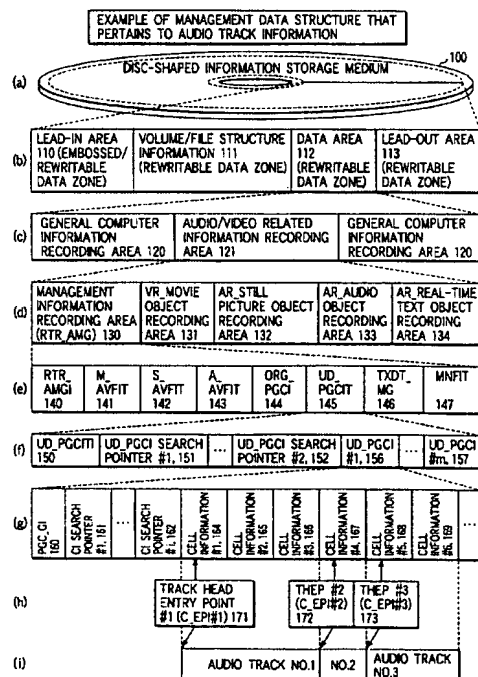 EXAMPLE OF MANAGEMENT DATA STRUCTURE THAT
PERTAINS TO AUDIO TRACK INFORMATION
100
(a)
DISC-SHAPED INFORMATION STORAGE MEDIUM
(b)
LEAD-IN AREA
110 (EMBOSSED/
REWRITABLE
DATA ZONE)
VOLUME/FILE STRUCTURE
INFORMATION 111
(REWRITABLE DATA ZONE)
DATA AREA
112
(REWRITABLE
DATA ZONE)
LEAD-OUT AREA
113
(REWRITABLE
DATA ZONE)
(c)
GENERAL COMPUTER
INFORMATION
RECORDING AREA 120
AUDIO/VIDEO RELATED
INFORMATION RECORDING
AREA 121
GENERAL COMPUTER
INFORMATION
RECORDING AREA 120
(d)
MANAGEMENT
INFORMATION
RECORDING AREA
(RTR_AMG) 130
VR_MOVIE
OBJECT
RECORDING
AREA 131
AR_STILL
PICTURE OBJECT
RECORDING
AREA 132
AR_AUDIO
OBJECT
RECORDING
AREA 133
AR_REAL-TIME
TEXT OBJECT
RECORDING
AREA 134
(e)
RTR_
AMGI
140
M_
AVFIT
141
S_
AVFIT
142
A_
AVFIT
143
ORG_
PGCI
144
UD_
PGCIT
145
TXDT_
MG
146
MNFIT
147
(f)
UD_PGCITI
150
UD_PGCI SEARCH
POINTER #1, 151
...
UD_PGCI SEARCH
POINTER #2, 152
UD_PGCI
#1, 156
...
UD_PGCI
#m, 157
(g)
PGC_GI
160
CI SEARCH
POINTER
#1, 161
...
CI SEARCH
POINTER
#r, 162
CELL
INFORMATION
#1, 164
CELL
INFORMATION
#2, 165
CELL
INFORMATION
#3, 166
CELL
INFORMATION
#4, 167
CELL
INFORMATION
#5, 168
CELL
INFORMATION
#6, 169
...
(h)
TRACK HEAD
ENTRY POINT
#1 (C_EPI#1) 171
THEP #2
(C_EPI#2)
172
THEP #3
(C_EPI#3)
173
(i)
AUDIO TRACK NO.1
NO.2
AUDIO TRACK
NO.3